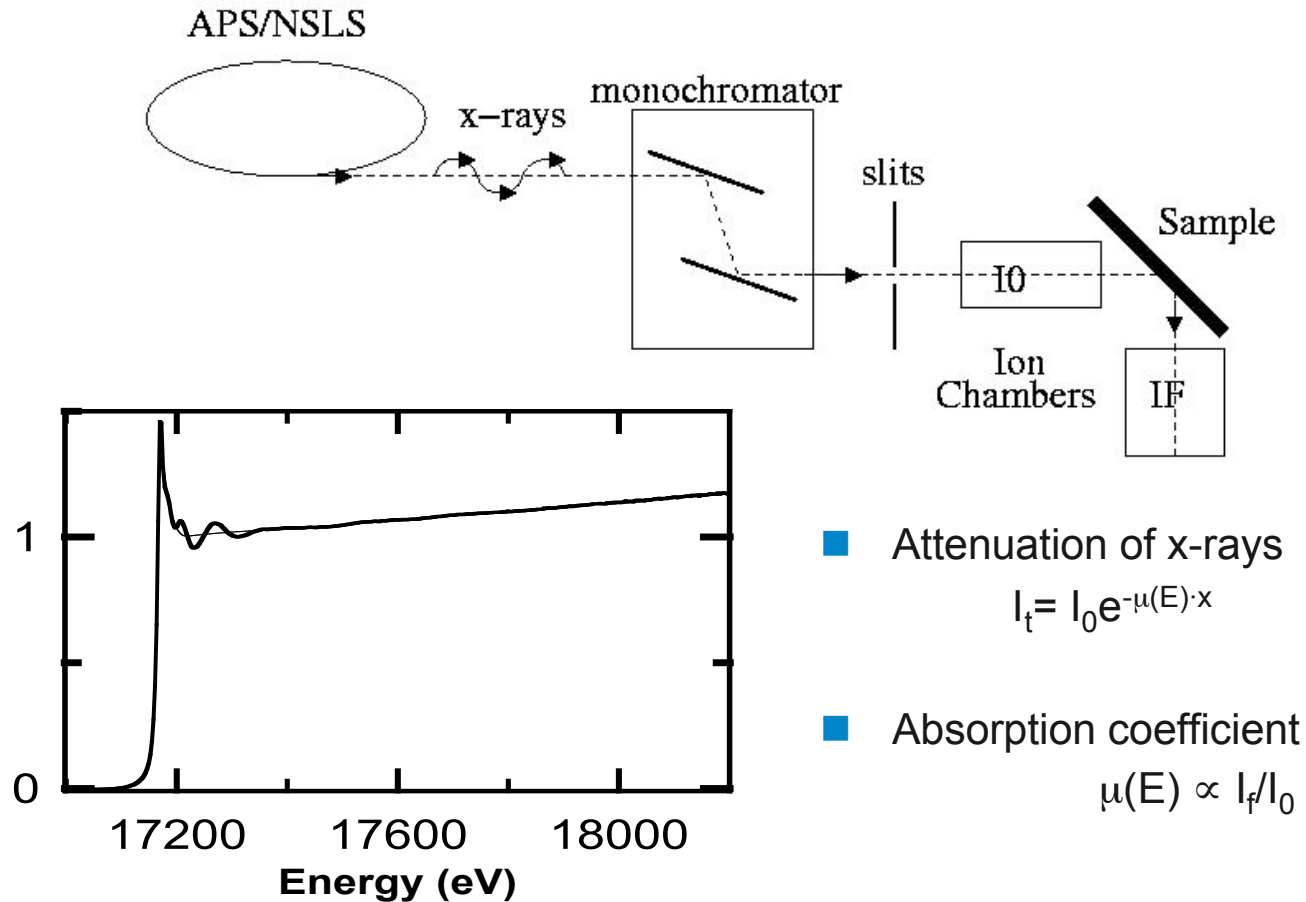 APS/NSLS
x-rays
monochromator
slits
Sample
I0
Ion
Chambers
IF
1
0
17200 17600 18000
Energy (eV)
■ Attenuation of x-rays
Iₜ= I₀e^-μ(E)·x
■ Absorption coefficient
μ(E) ∝ I_f/I₀